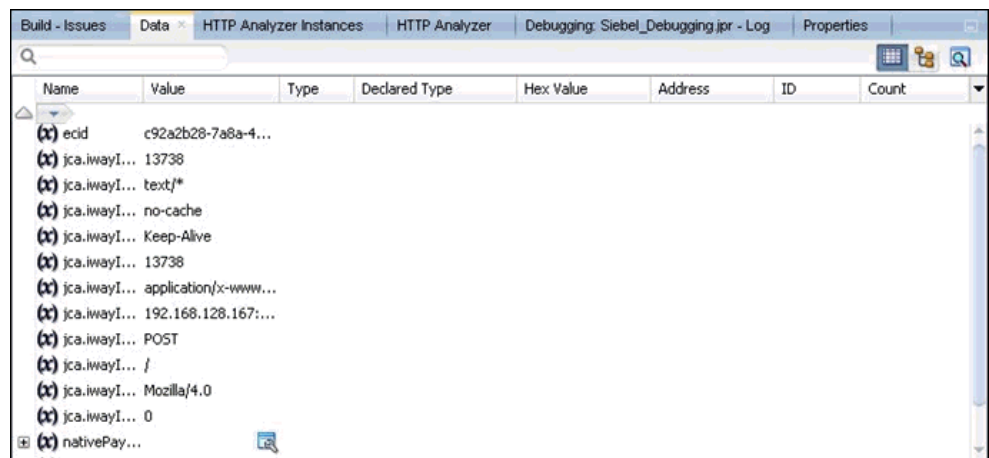 Build - Issues Data × HTTP Analyzer Instances HTTP Analyzer Debugging: Siebel_Debugging.jpr - Log Properties
Name Value Type Declared Type Hex Value Address ID Count
(x) ecid c92a2b28-7a8a-4...
(x) jca.iwayI... 13738
(x) jca.iwayI... text/*
(x) jca.iwayI... no-cache
(x) jca.iwayI... Keep-Alive
(x) jca.iwayI... 13738
(x) jca.iwayI... application/x-www...
(x) jca.iwayI... 192.168.128.167:...
(x) jca.iwayI... POST
(x) jca.iwayI... /
(x) jca.iwayI... Mozilla/4.0
(x) jca.iwayI... 0
(x) nativePay...